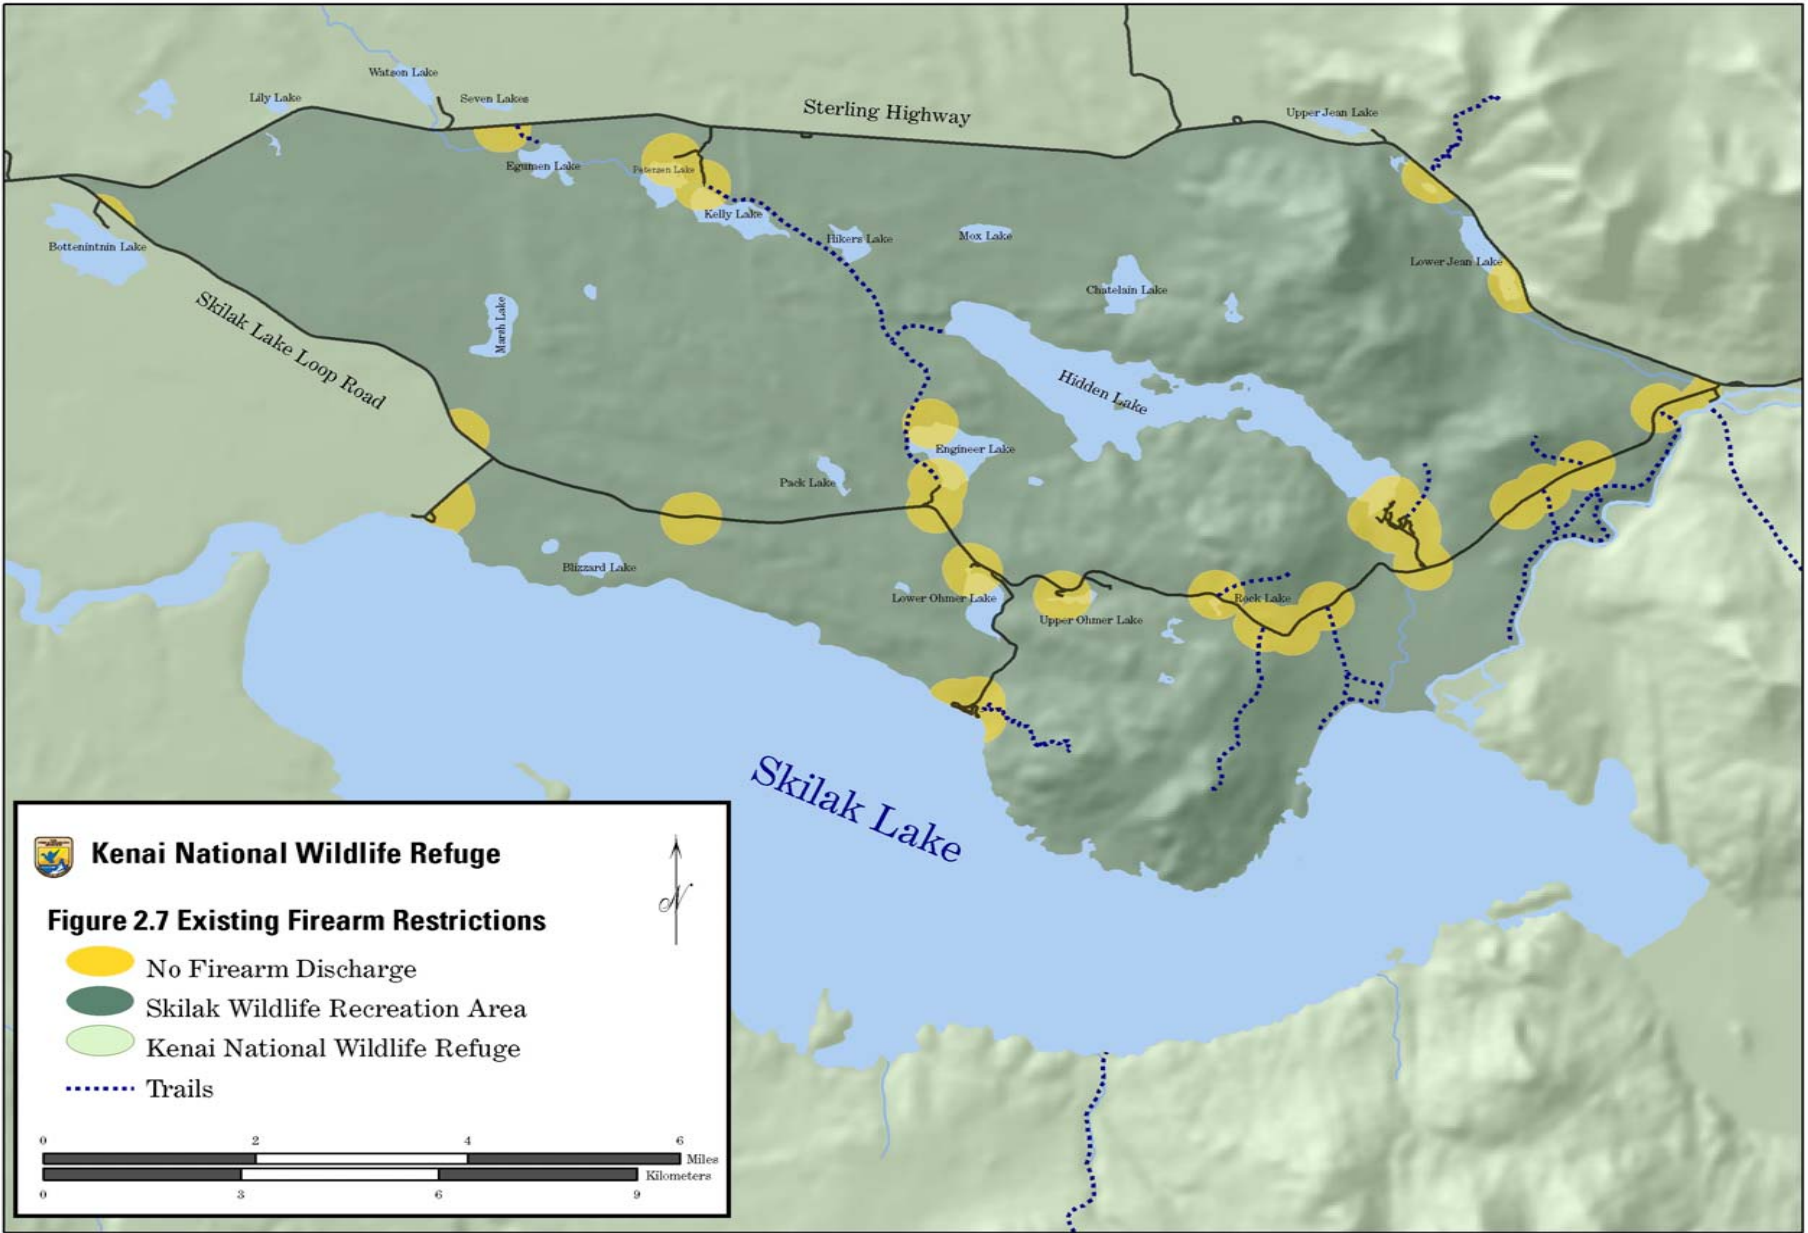 Watson Lake
Lily Lake
Seven Lakes
Sterling Highway
Upper Jean Lake
Egumen Lake
Petersen Lake
Kelly Lake
Bottenintnin Lake
Hikers Lake
Mox Lake
Lower Jean Lake
Chatelain Lake
Marsh Lake
Skilak Lake Loop Road
Hidden Lake
Engineer Lake
Pack Lake
Blizzard Lake
Lower Ohmer Lake
Rock Lake
Upper Ohmer Lake
Skilak Lake
Kenai National Wildlife Refuge
N
Figure 2.7 Existing Firearm Restrictions
No Firearm Discharge
Skilak Wildlife Recreation Area
Kenai National Wildlife Refuge
Trails
0 2 4 6
Miles
Kilometers
0 3 6 9